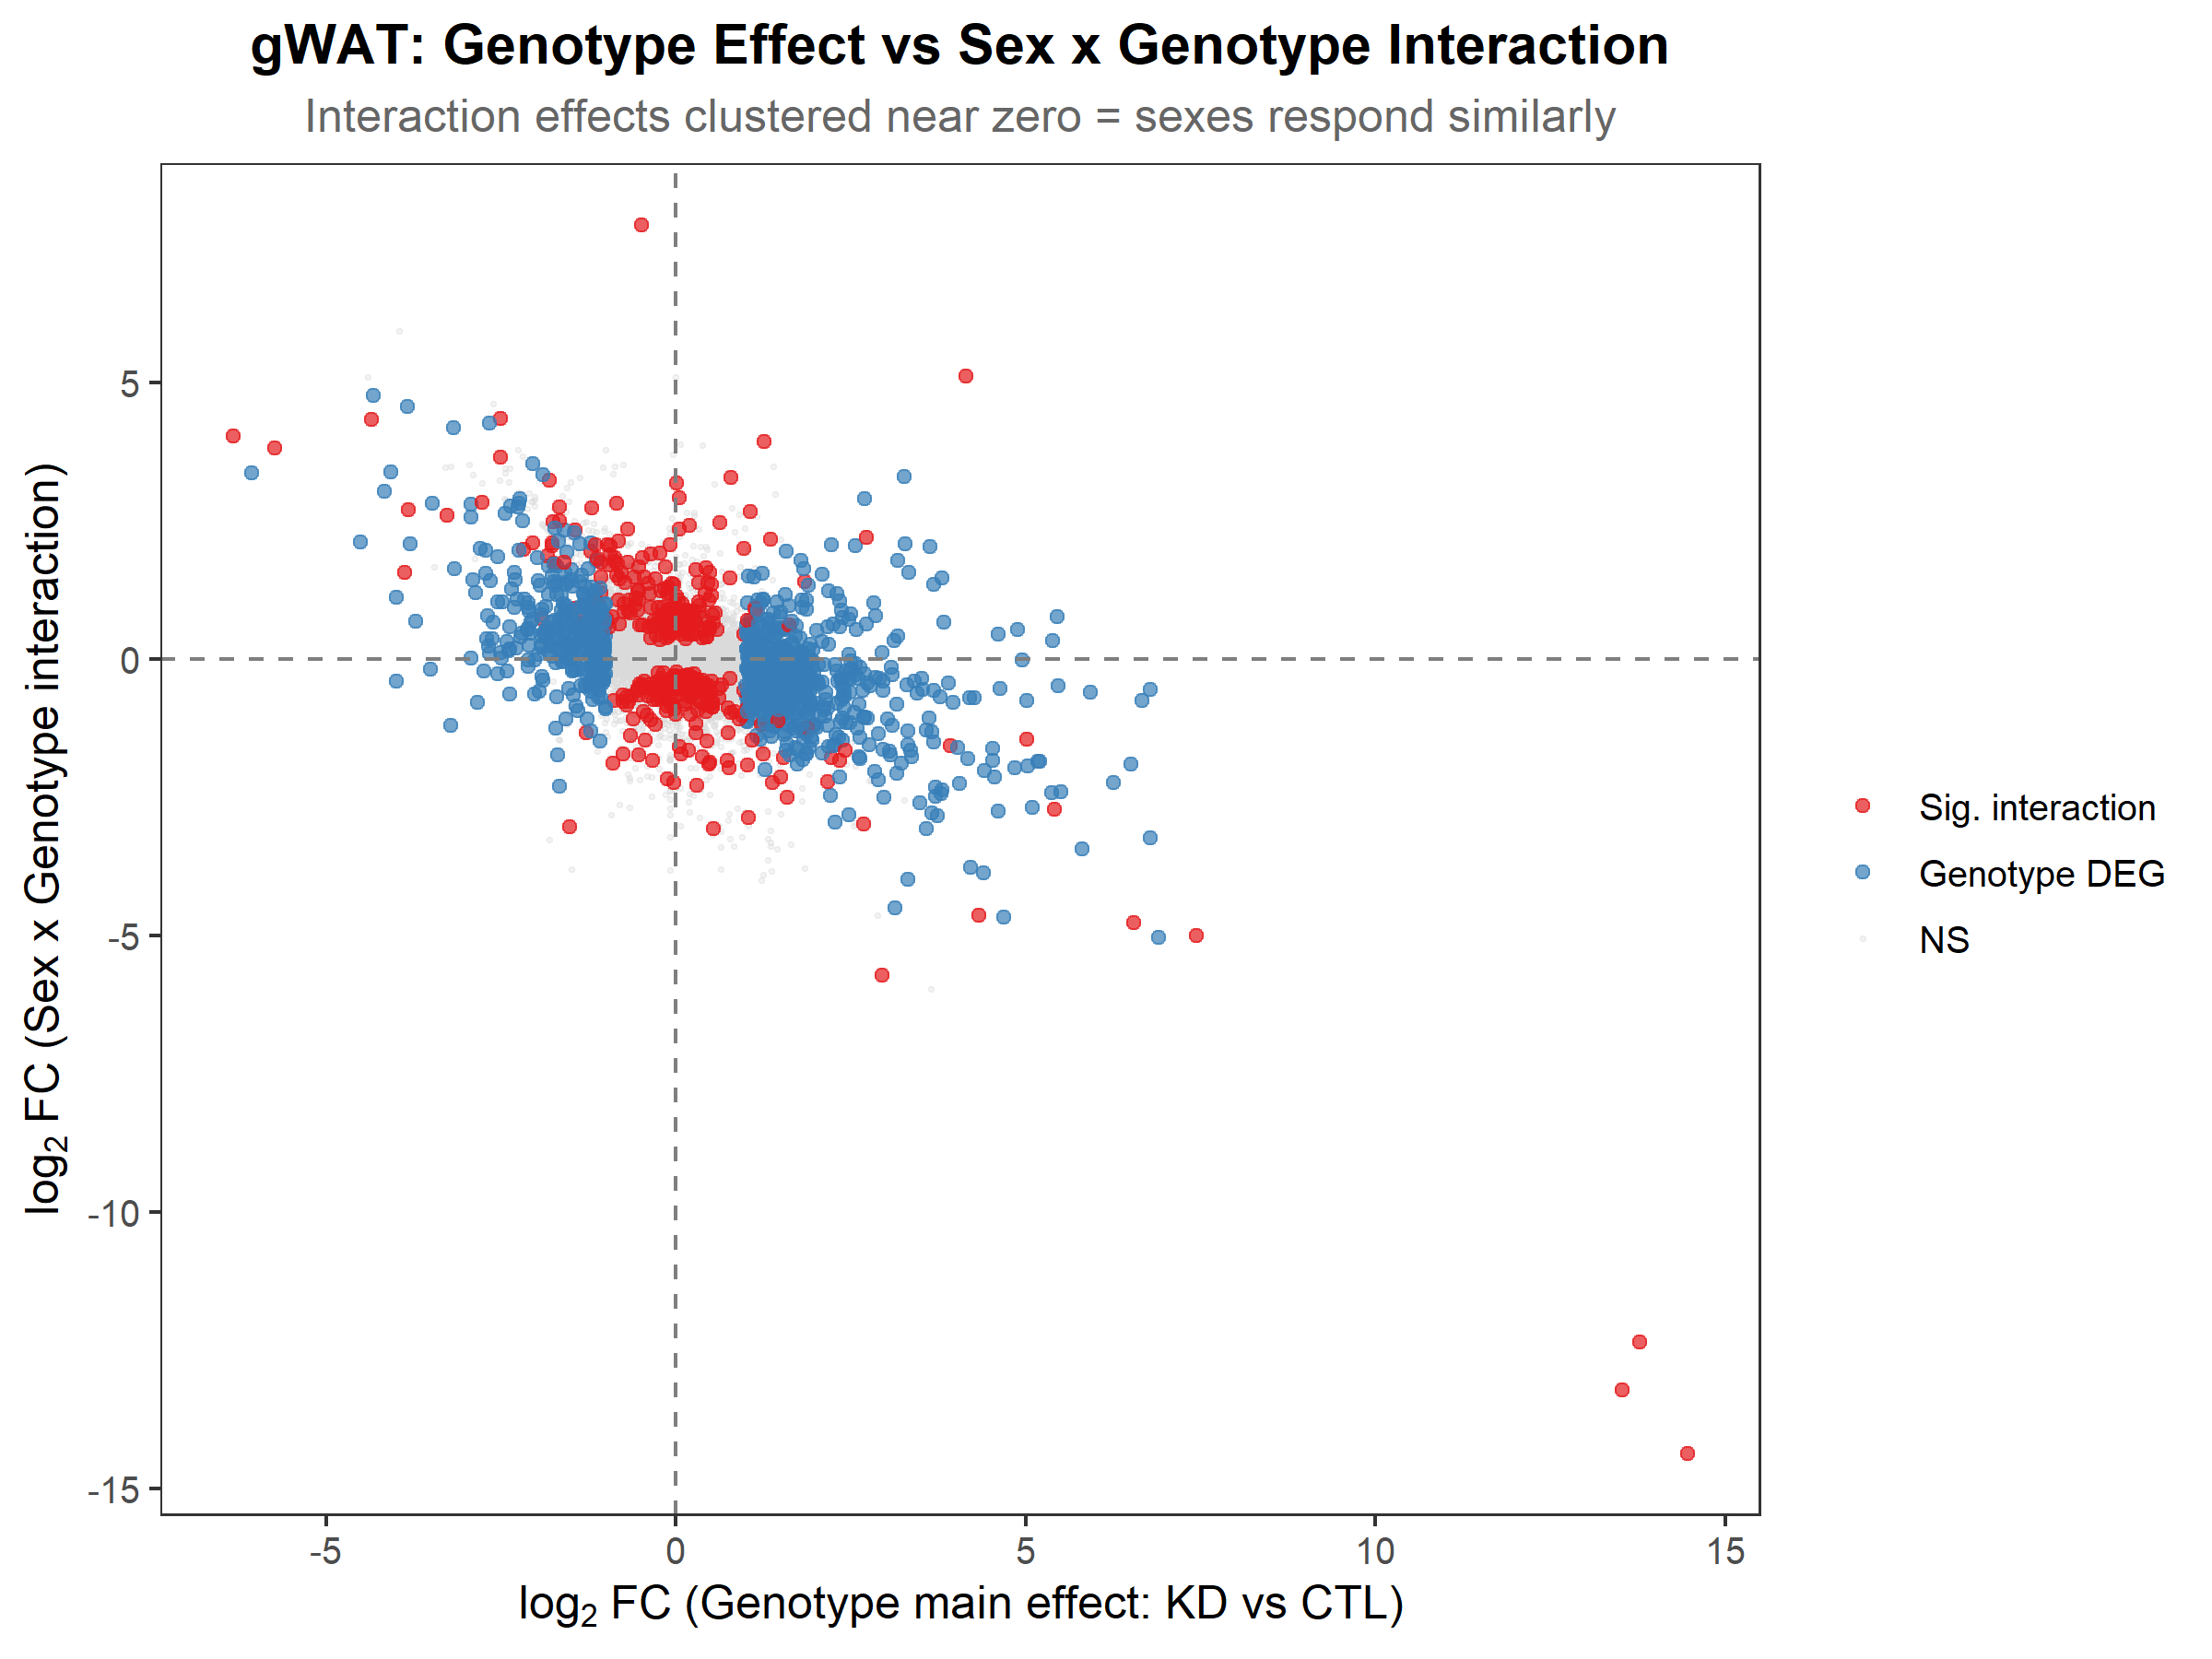 gWAT: Genotype Effect vs Sex x Genotype Interaction
Interaction effects clustered near zero = sexes respond similarly
log₂ FC (Sex x Genotype interaction)
5
0
-5
-10
-15
-5
0
5
10
15
log₂ FC (Genotype main effect: KD vs CTL)
Sig. interaction
Genotype DEG
NS